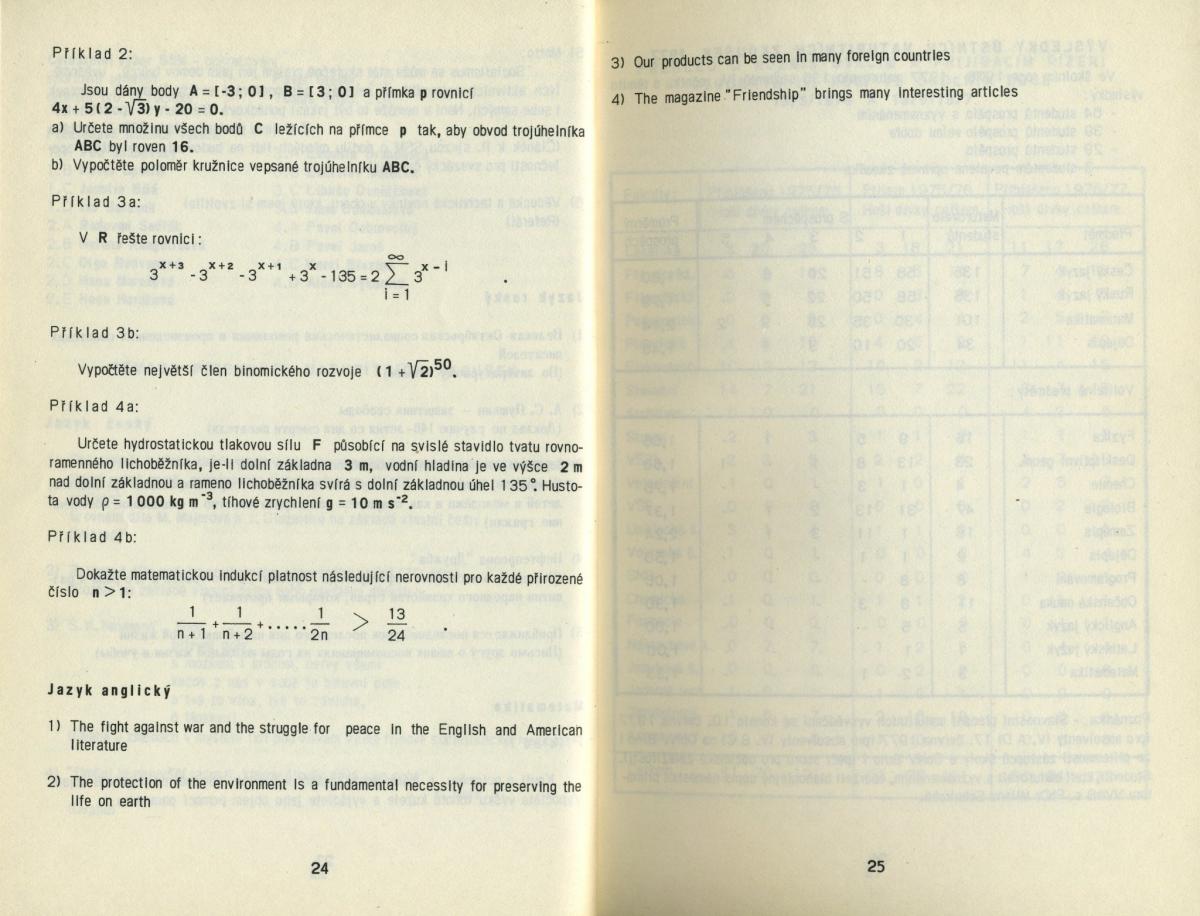 Příklad 2:
Jsou dány body A = [-3 ; 0] , B = [3 ; 0] a přímka p rovnicí
4x + 5(2 - √3) y - 20 = 0.
a) Určete množinu všech bodů C ležících na přímce p tak, aby obvod trojúhelníka
ABC byl roven 16.
b) Vypočtěte poloměr kružnice vepsané trojúhelníku ABC.
Příklad 3a:
V R řešte rovnici :
3^(x+3) - 3^(x+2) - 3^(x+1) + 3^x - 135 = 2 ∑_(i=1)^∞ 3^(x-i) .
Příklad 3b:
Vypočtěte největší člen binomického rozvoje (1 + √2)^50.
Příklad 4a:
Určete hydrostatickou tlakovou sílu F působící na svislé stavidlo tvatu rovno-
ramenného lichoběžníka, je-li dolní základna 3 m, vodní hladina je ve výšce 2 m
nad dolní základnou a rameno lichoběžníka svírá s dolní základnou úhel 135°. Husto-
ta vody ρ = 1000 kg m⁻³, tíhové zrychlení g = 10 m s⁻².
Příklad 4b:
Dokažte matematickou indukcí platnost následující nerovnosti pro každé přirozené
číslo n > 1:
1/(n + 1) + 1/(n + 2) + ..... 1/2n > 13/24 .
Jazyk anglický
1) The fight against war and the struggle for peace in the English and American
literature
2) The protection of the environment is a fundamental necessity for preserving the
life on earth
24
3) Our products can be seen in many foreign countries
4) The magazine "Friendship" brings many interesting articles
25